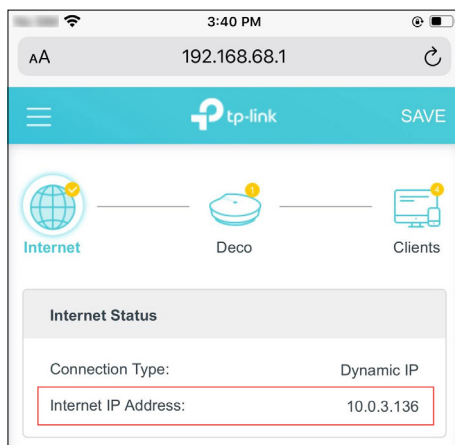 3:40 PM
AA 192.168.68.1
tp-link SAVE
1 4
Internet Deco Clients
Internet Status
Connection Type: Dynamic IP
Internet IP Address: 10.0.3.136